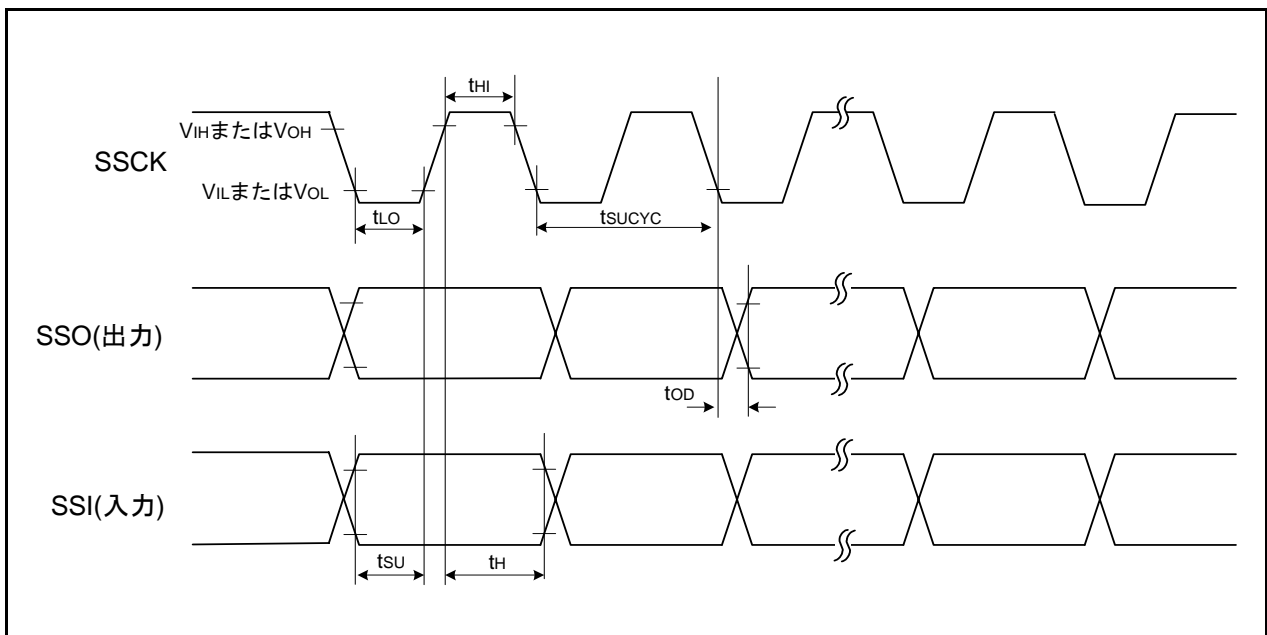 tHI
VIHまたはVOH
SSCK
VILまたはVOL
tLO
tSUCYC
SSO(出力)
tOD
SSI(入力)
tSU
tH